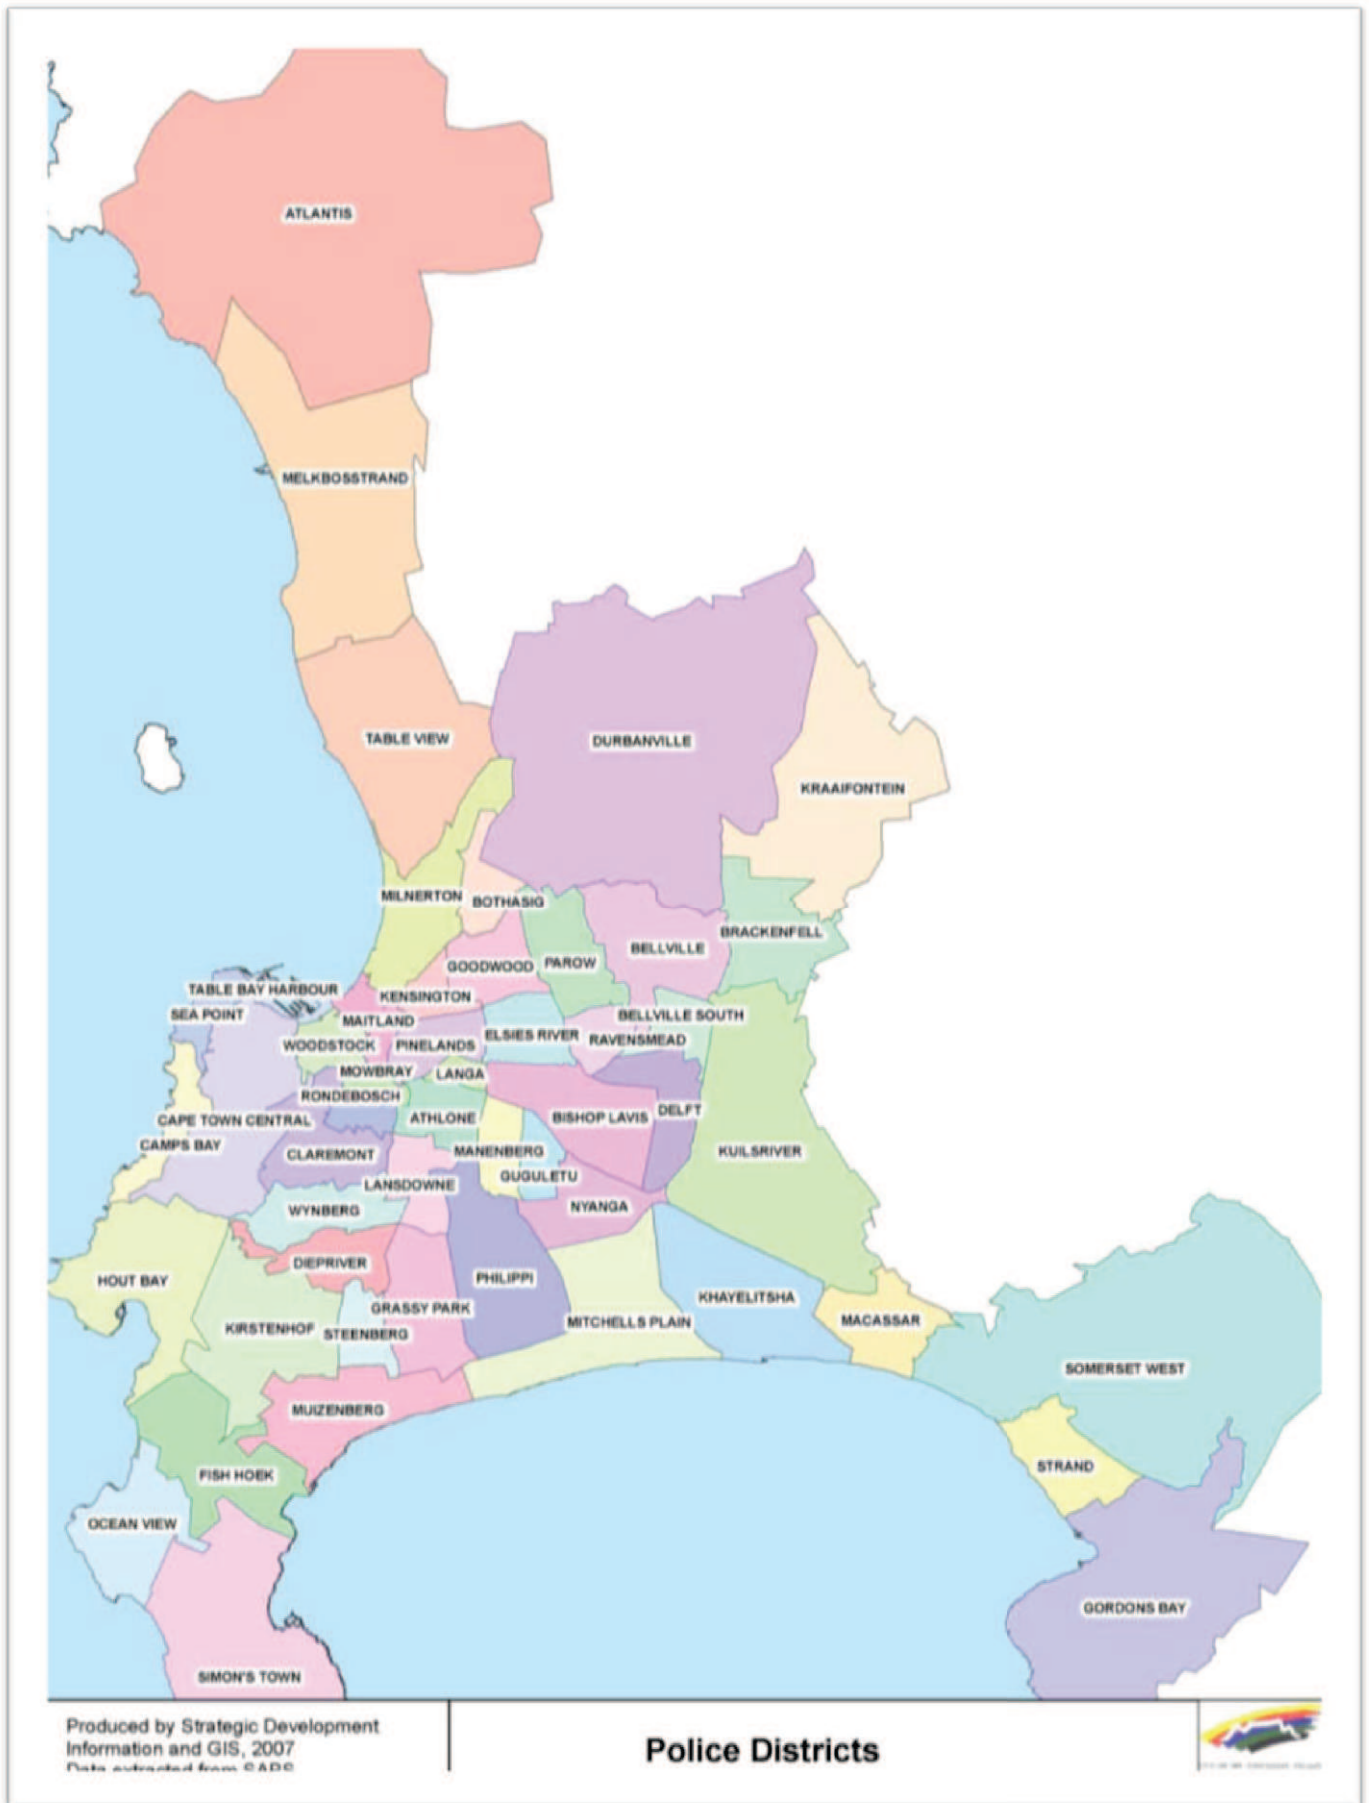 ATLANTIS
MELKBOSSTRAND
TABLE VIEW
DURBANVILLE
KRAAIFONTEIN
MILNERTON
BOTHASIG
BRACKENFELL
BELLVILLE
GOODWOOD
PAROW
TABLE BAY HARBOUR
KENSINGTON
SEA POINT
BELLVILLE SOUTH
MAITLAND
ELSIES RIVER
RAVENSMEAD
WOODSTOCK
PINELANDS
MOWBRAY
LANGA
RONDEBOSCH
CAPE TOWN CENTRAL
ATHLONE
BISHOP LAVIS
DELFT
CAMPS BAY
CLAREMONT
MANENBERG
KUILSRIVER
LANSDOWNE
GUGULETU
WYNBERG
NYANGA
DIEPRIVER
HOUT BAY
PHILIPPI
KHAYELITSHA
GRASSY PARK
KIRSTENHOF
STEENBERG
MITCHELLS PLAIN
MACASSAR
SOMERSET WEST
MUIZENBERG
STRAND
FISH HOEK
OCEAN VIEW
GORDONS BAY
SIMON'S TOWN
Produced by Strategic Development
Information and GIS, 2007
Data extracted from SAPS
Police Districts